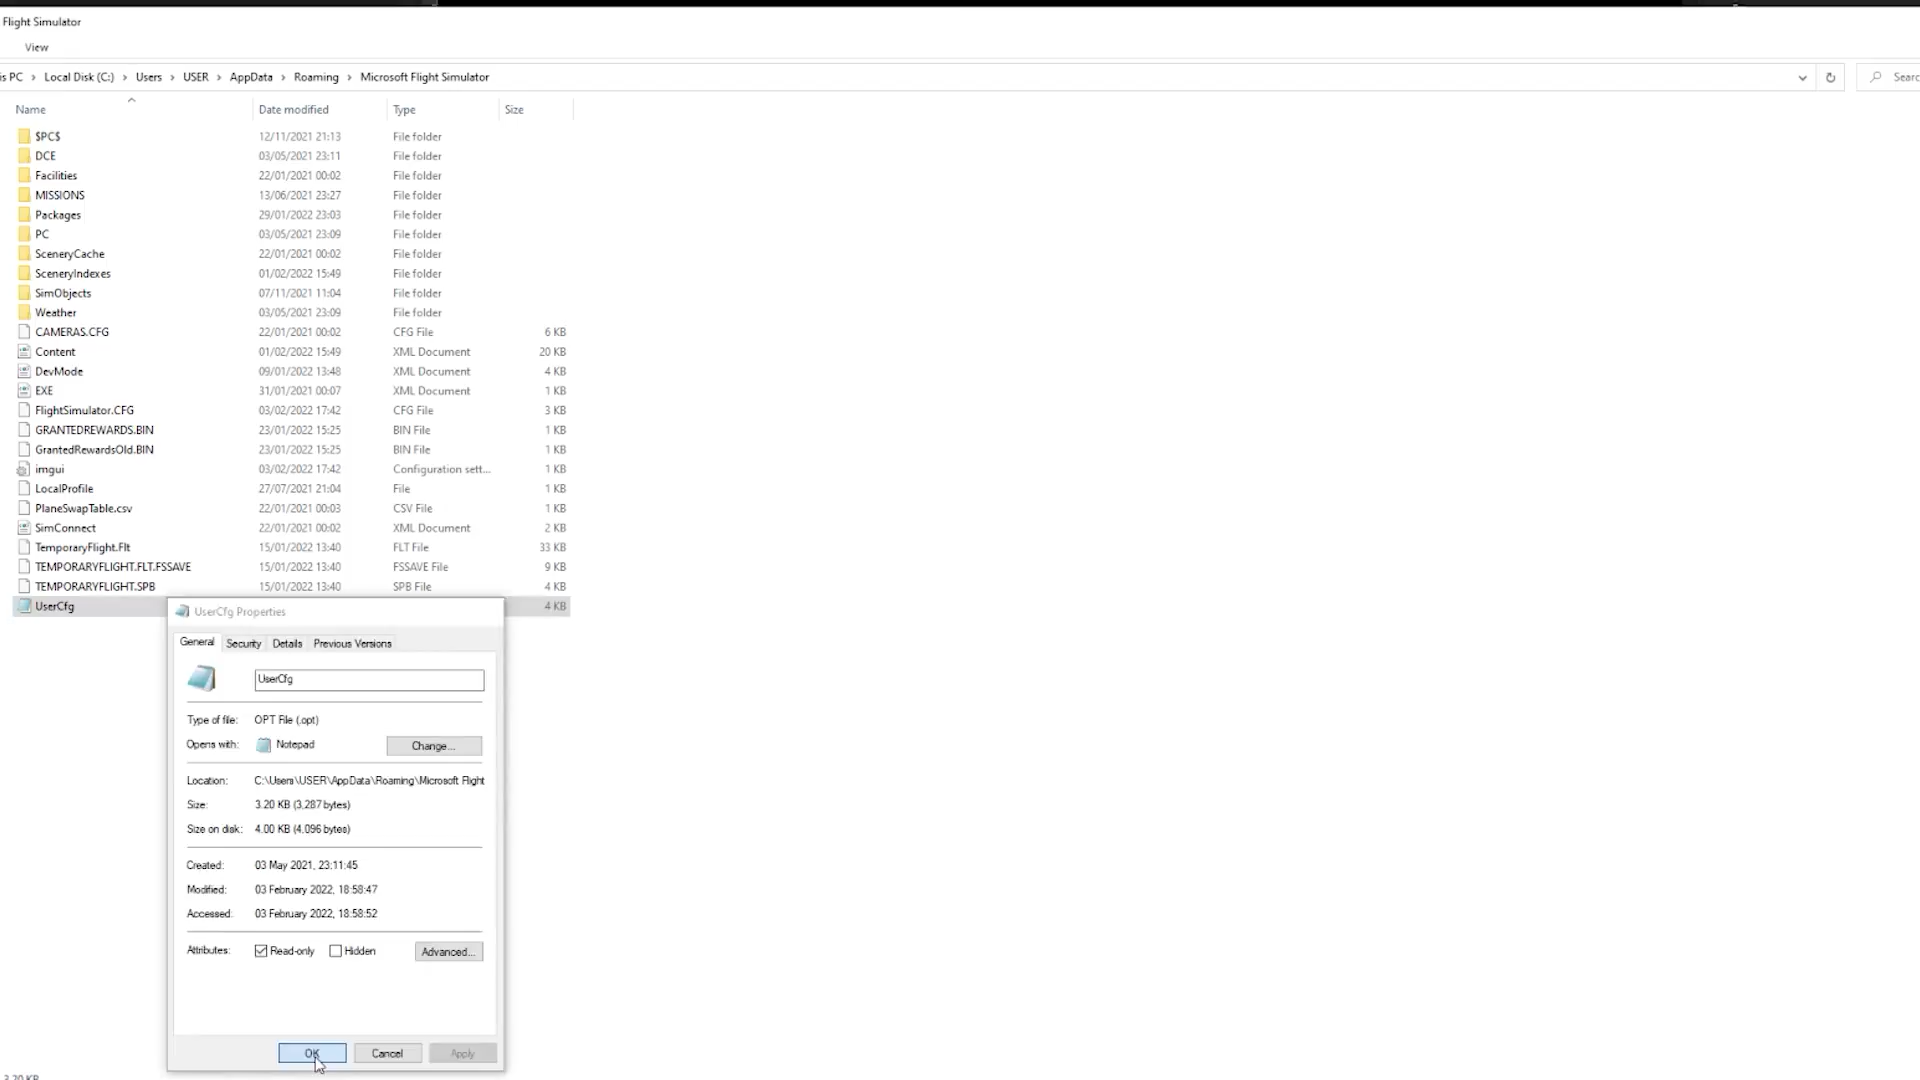 Flight Simulator
View
is PC > Local Disk (C:) > Users > USER > AppData > Roaming > Microsoft Flight Simulator
Searc
Name Date modified Type Size
$PC$ 12/11/2021 21:13 File folder
DCE 03/05/2021 23:11 File folder
Facilities 22/01/2021 00:02 File folder
MISSIONS 13/06/2021 23:27 File folder
Packages 29/01/2022 23:03 File folder
PC 03/05/2021 23:09 File folder
SceneryCache 22/01/2021 00:02 File folder
SceneryIndexes 01/02/2022 15:49 File folder
SimObjects 07/11/2021 11:04 File folder
Weather 03/05/2021 23:09 File folder
CAMERAS.CFG 22/01/2021 00:02 CFG File 6 KB
Content 01/02/2022 15:49 XML Document 20 KB
DevMode 09/01/2022 13:48 XML Document 4 KB
EXE 31/01/2021 00:07 XML Document 1 KB
FlightSimulator.CFG 03/02/2022 17:42 CFG File 3 KB
GRANTEDREWARDS.BIN 23/01/2022 15:25 BIN File 1 KB
GrantedRewardsOld.BIN 23/01/2022 15:25 BIN File 1 KB
imgui 03/02/2022 17:42 Configuration sett... 1 KB
LocalProfile 27/07/2021 21:04 File 1 KB
PlaneSwapTable.csv 22/01/2021 00:03 CSV File 1 KB
SimConnect 22/01/2021 00:02 XML Document 2 KB
TemporaryFlight.Flt 15/01/2022 13:40 FLT File 33 KB
TEMPORARYFLIGHT.FLT.FSSAVE 15/01/2022 13:40 FSSAVE File 9 KB
TEMPORARYFLIGHT.SPB 15/01/2022 13:40 SPB File 4 KB
UserCfg 4 KB
UserCfg Properties
General Security Details Previous Versions
UserCfg
Type of file: OPT File (.opt)
Opens with: Notepad Change...
Location: C:\Users\USER\AppData\Roaming\Microsoft Flight
Size: 3.20 KB (3,287 bytes)
Size on disk: 4.00 KB (4,096 bytes)
Created: 03 May 2021, 23:11:45
Modified: 03 February 2022, 18:58:47
Accessed: 03 February 2022, 18:58:52
Attributes: Read-only Hidden Advanced...
OK Cancel Apply
3.20 KB